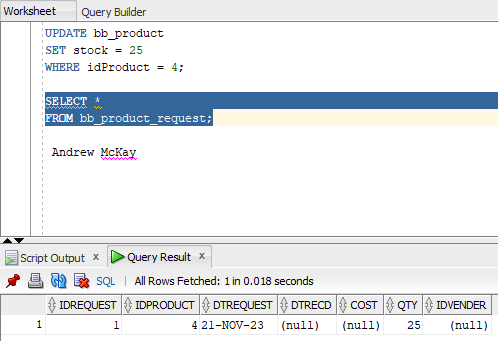 Worksheet Query Builder
UPDATE bb_product
SET stock = 25
WHERE idProduct = 4;
SELECT *
FROM bb_product_request;
Andrew McKay
Script Output x Query Result x
SQL All Rows Fetched: 1 in 0.018 seconds
IDREQUEST IDPRODUCT DTREQUEST DTRECD COST QTY IDVENDER
1 1 4 21-NOV-23 (null) (null) 25 (null)